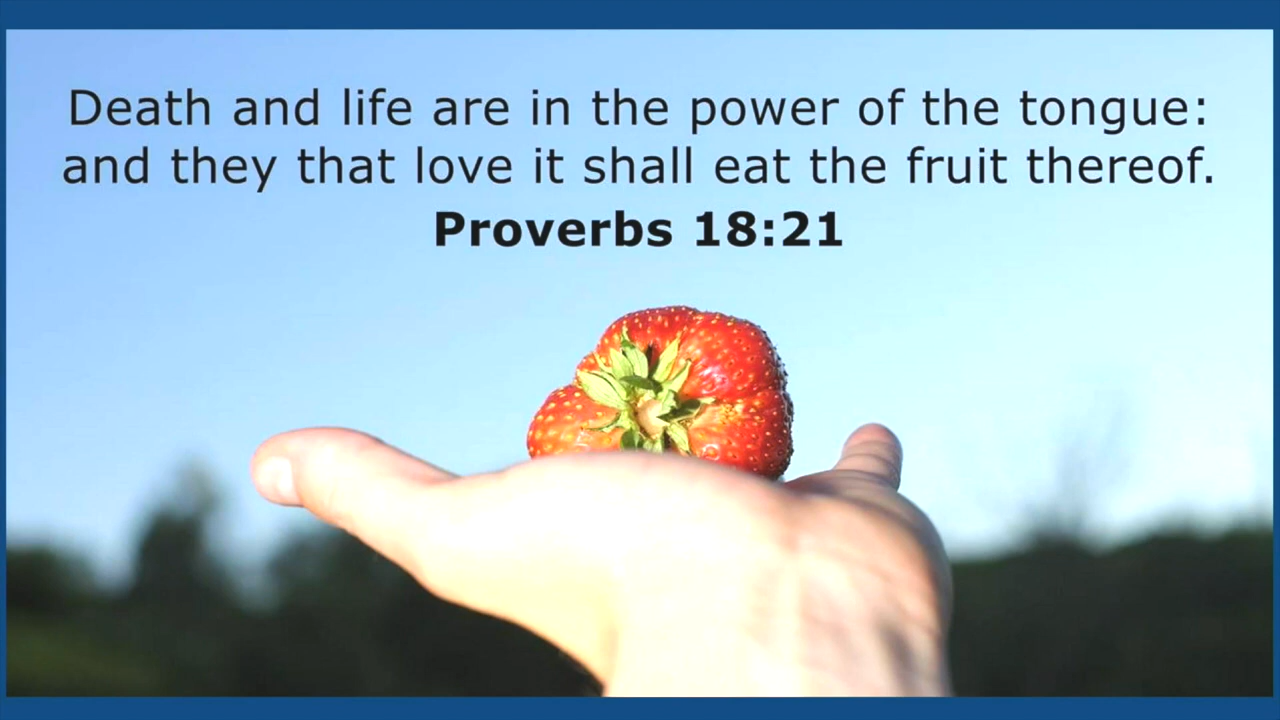 Death and life are in the power of the tongue:
and they that love it shall eat the fruit thereof.
Proverbs 18:21